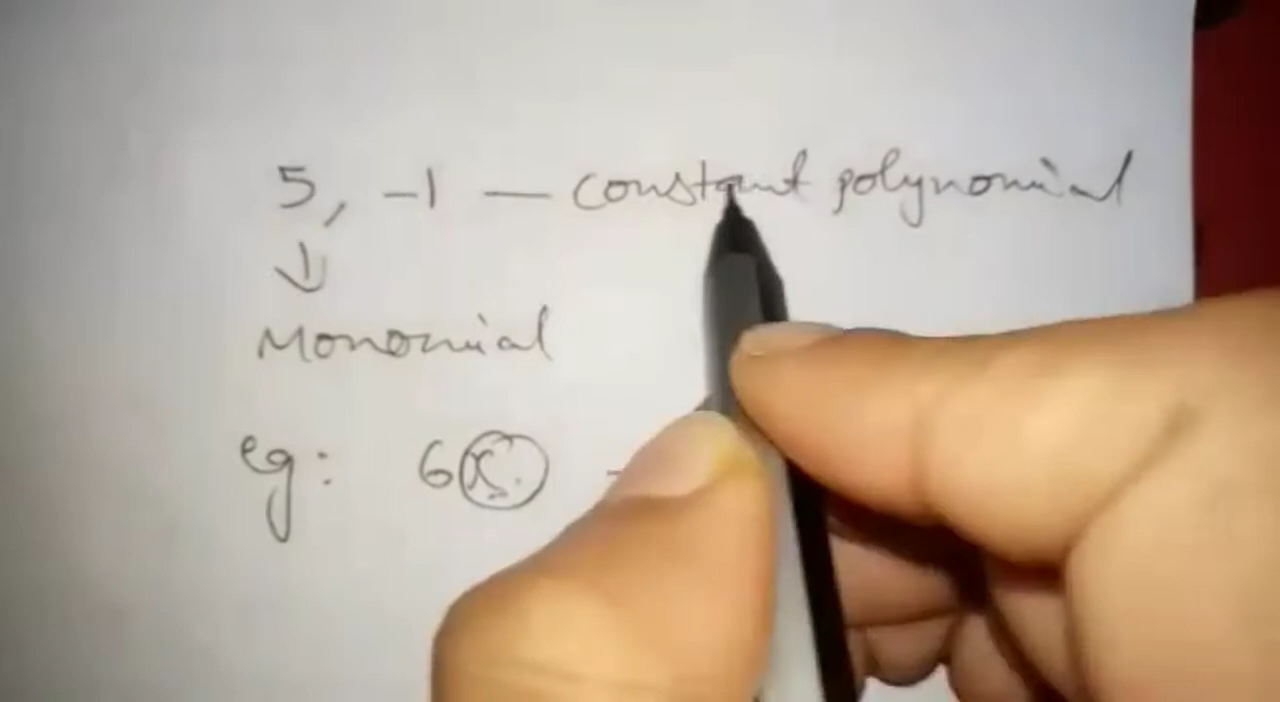 5, -1 — constant polynomial
↓
Monomial
eg: 6x -